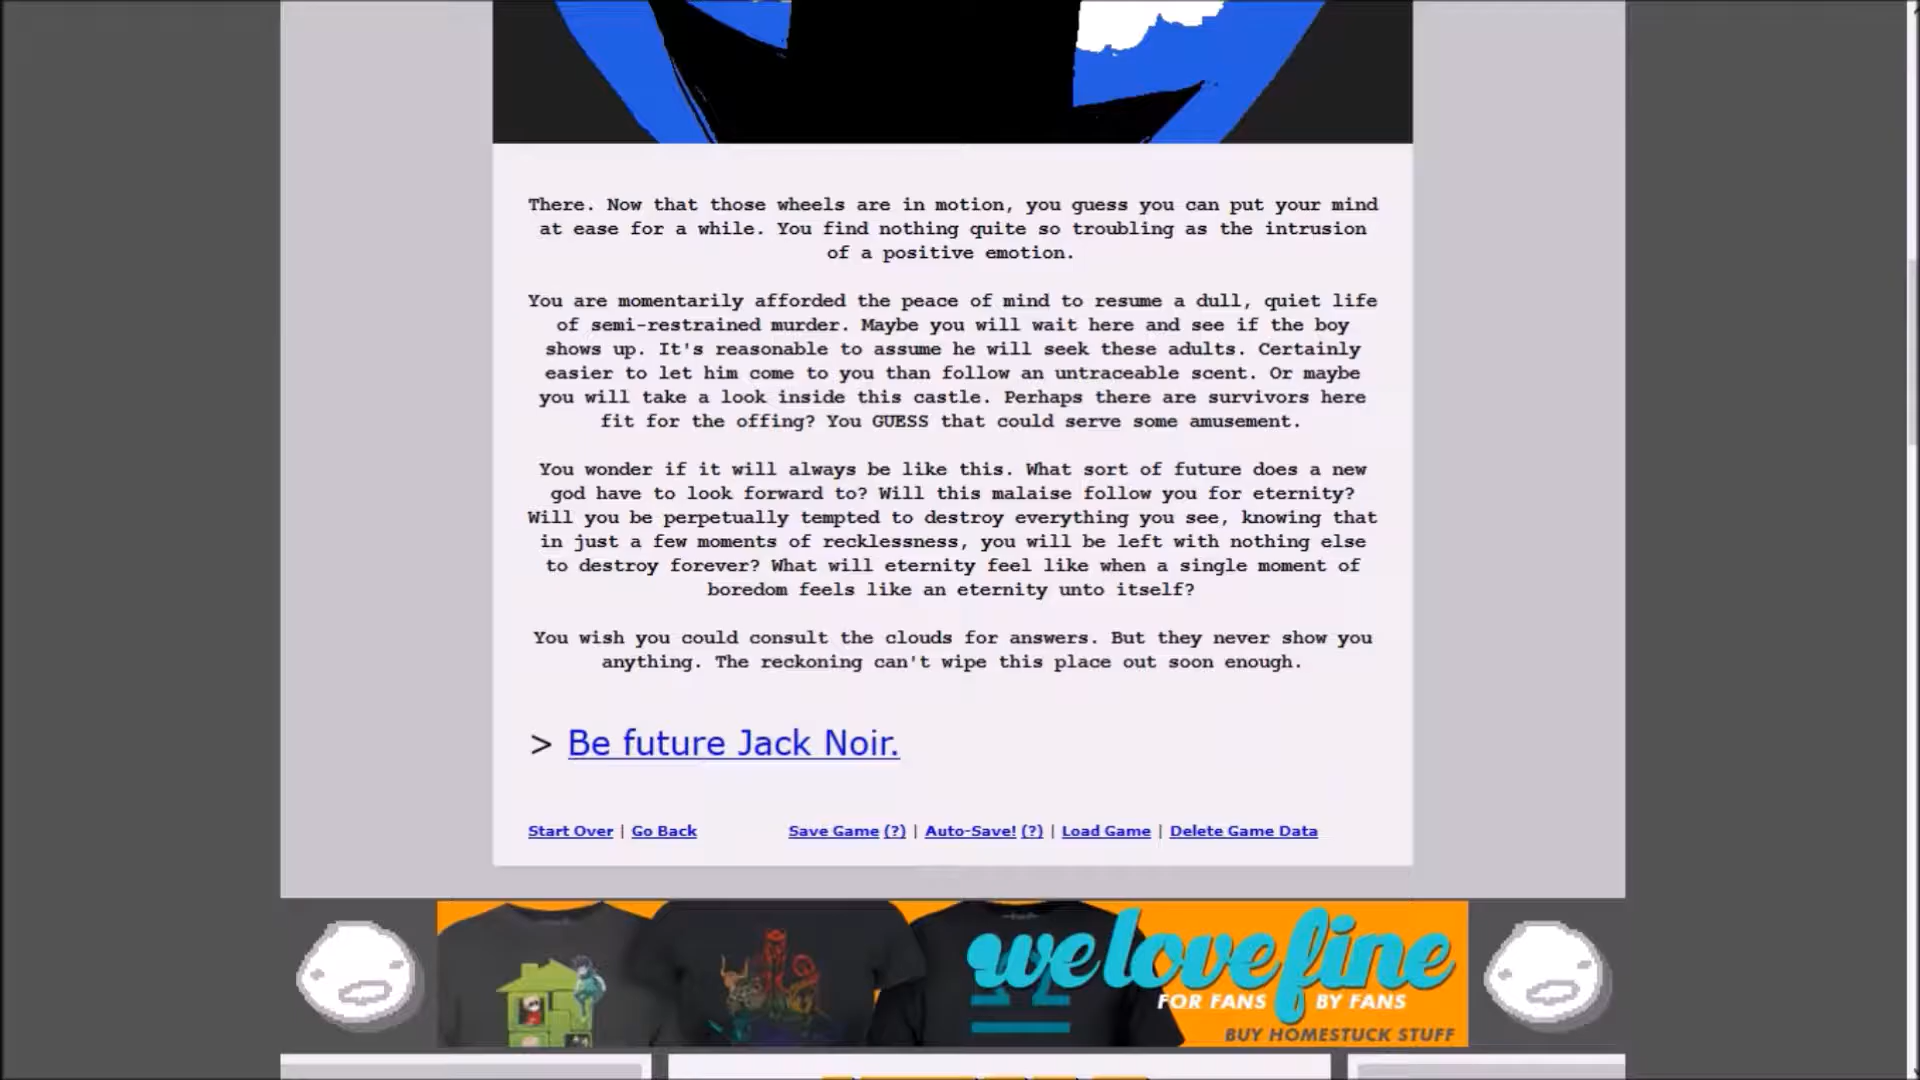 There. Now that those wheels are in motion, you guess you can put your mind
at ease for a while. You find nothing quite so troubling as the intrusion
of a positive emotion.
You are momentarily afforded the peace of mind to resume a dull, quiet life
of semi-restrained murder. Maybe you will wait here and see if the boy
shows up. It's reasonable to assume he will seek these adults. Certainly
easier to let him come to you than follow an untraceable scent. Or maybe
you will take a look inside this castle. Perhaps there are survivors here
fit for the offing? You GUESS that could serve some amusement.
You wonder if it will always be like this. What sort of future does a new
god have to look forward to? Will this malaise follow you for eternity?
Will you be perpetually tempted to destroy everything you see, knowing that
in just a few moments of recklessness, you will be left with nothing else
to destroy forever? What will eternity feel like when a single moment of
boredom feels like an eternity unto itself?
You wish you could consult the clouds for answers. But they never show you
anything. The reckoning can't wipe this place out soon enough.
> Be future Jack Noir.
Start Over | Go Back Save Game (?) | Auto-Save! (?) | Load Game | Delete Game Data
welovefine
FOR FANS BY FANS
BUY HOMESTUCK STUFF